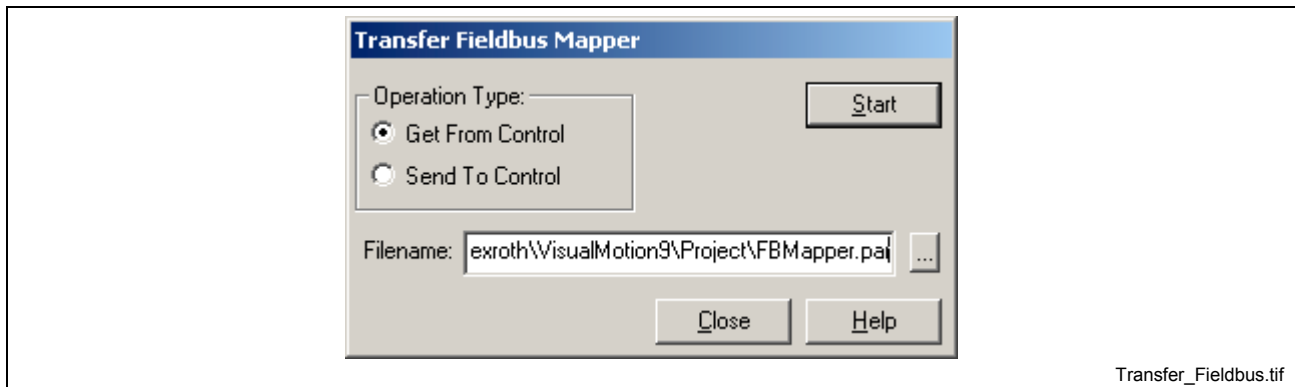 Transfer Fieldbus Mapper
Operation Type:
Start
Get From Control
Send To Control
Filename: exroth\VisualMotion9\Project\FBMapper.par ...
Close Help
Transfer_Fieldbus.tif